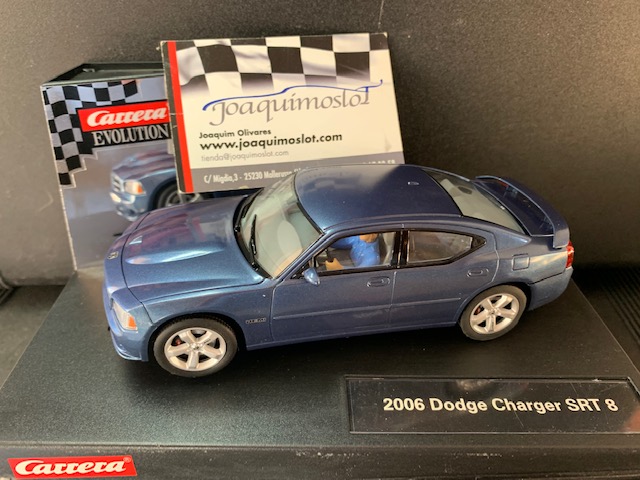 Carrera
EVOLUTION
Joaquimoslot
Joaquim Olivares
www.joaquimoslot.com
tienda@joaquimoslot.com
C/ Migdia,3 - 25230 Mollerussa
HEMI
2006 Dodge Charger SRT 8
Carrera